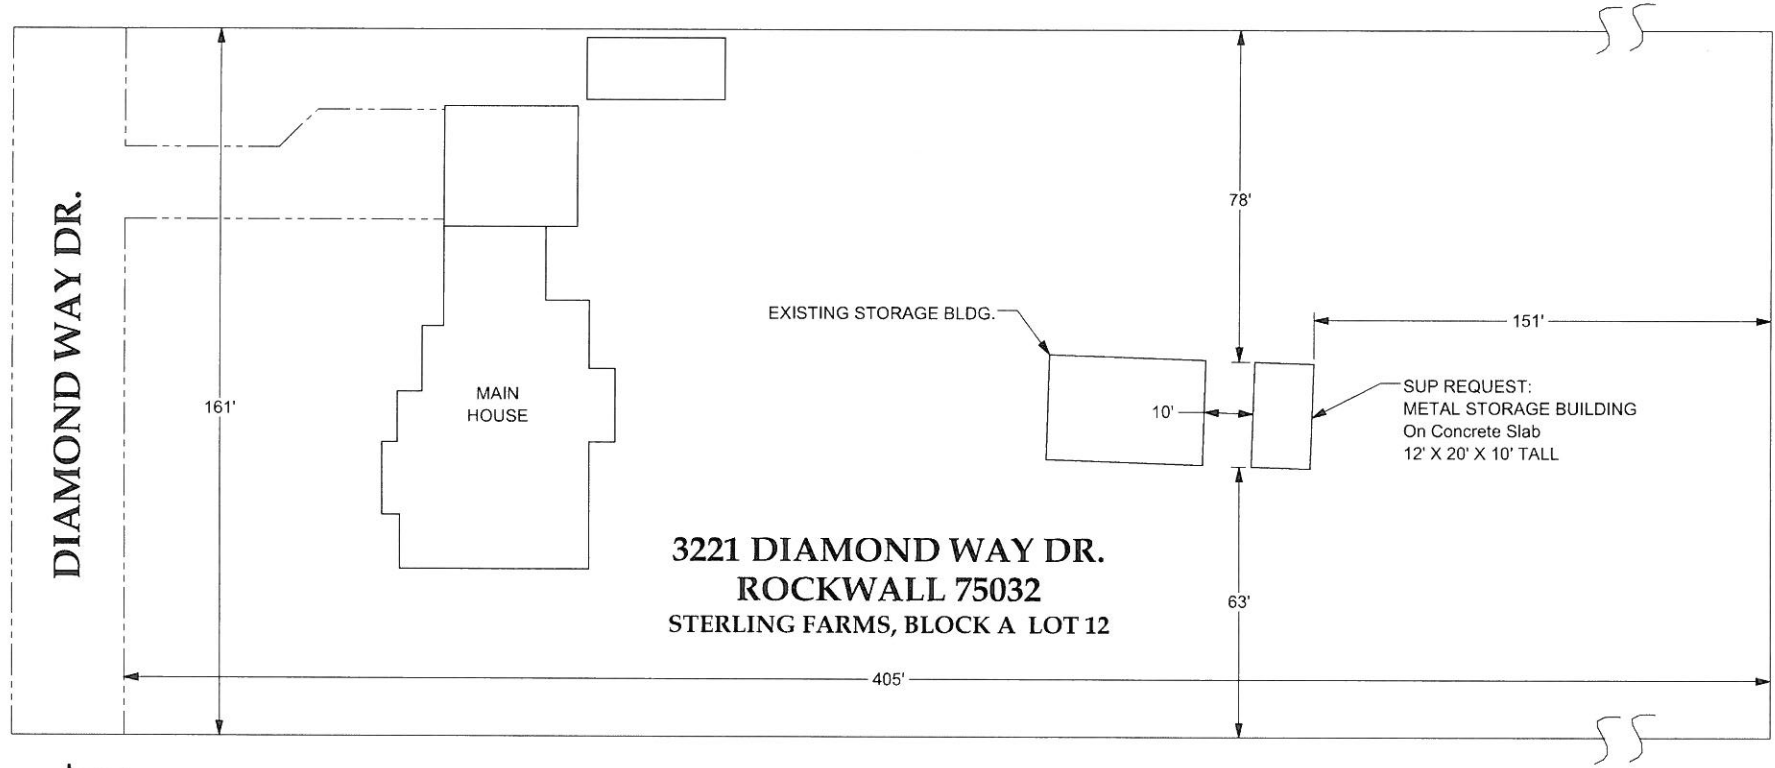 DIAMOND WAY DR.
161'
MAIN
HOUSE
EXISTING STORAGE BLDG.
78'
151'
10'
SUP REQUEST:
METAL STORAGE BUILDING
On Concrete Slab
12' X 20' X 10' TALL
63'
3221 DIAMOND WAY DR.
ROCKWALL 75032
STERLING FARMS, BLOCK A LOT 12
405'